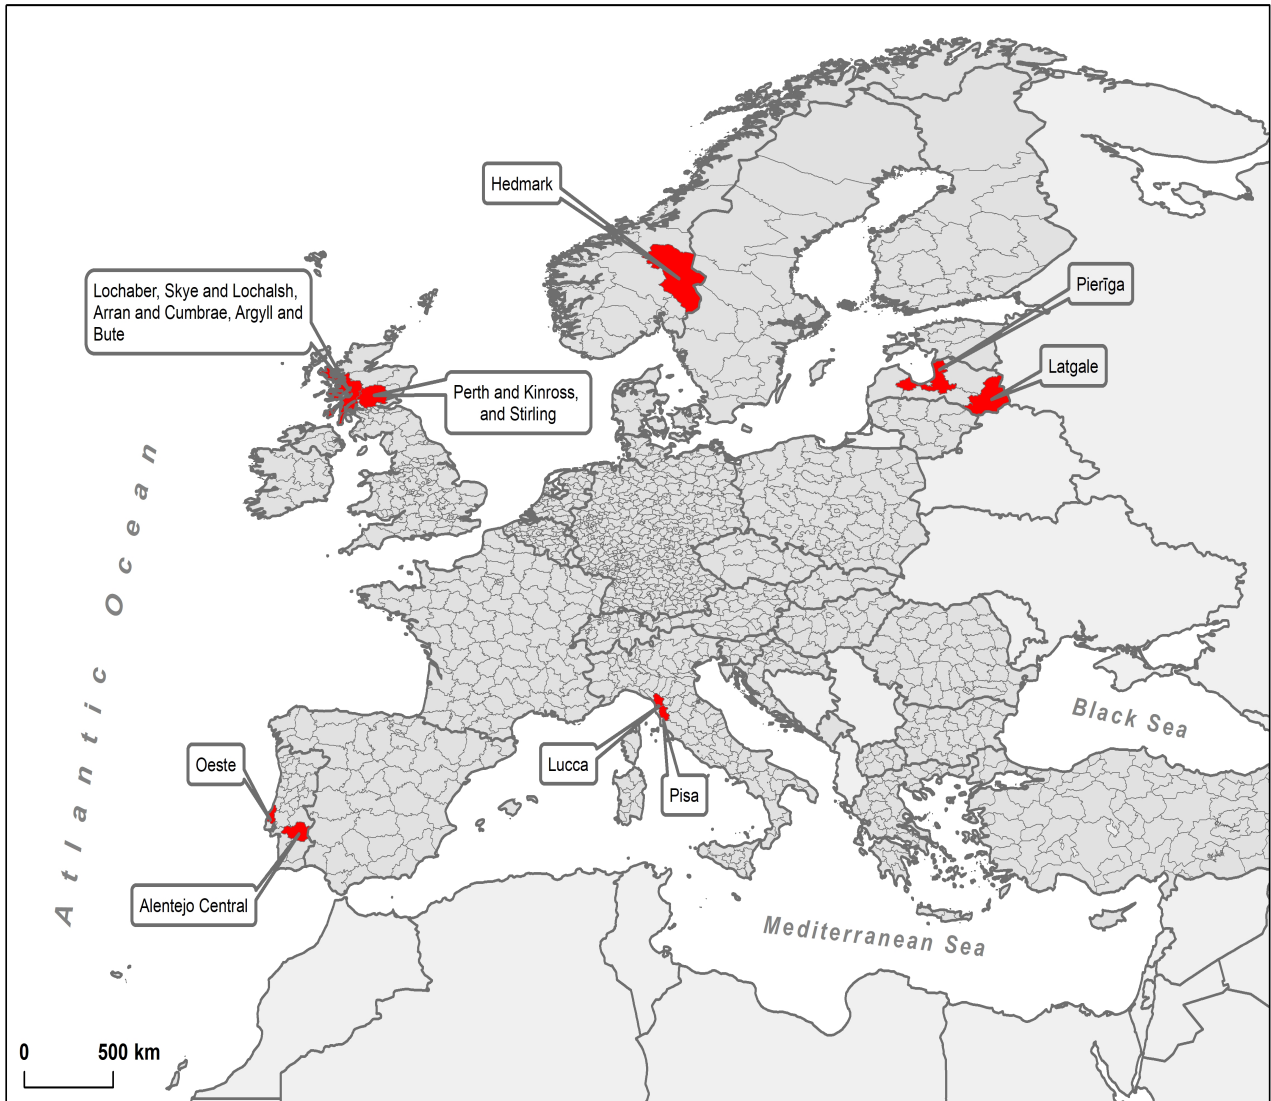 Hedmark
Pierīga
Lochaber, Skye and Lochalsh,
Arran and Cumbrae, Argyll and
Bute
Latgale
Perth and Kinross,
and Stirling
Atlantic Ocean
Black Sea
Oeste
Lucca
Pisa
Alentejo Central
Mediterranean Sea
0 500 km